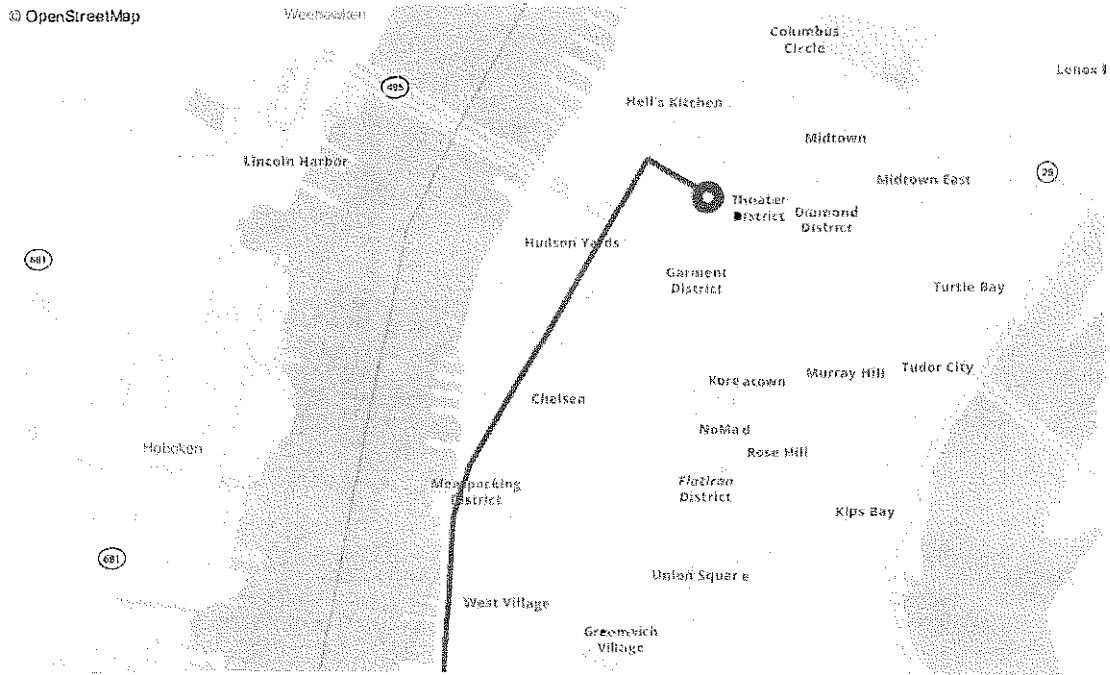 © OpenStreetMap
Weehawken
Columbus
Circle
Lenox
495
Hell's Kitchen
Midtown
Lincoln Harbor
Midtown East
Theater
District
Diamond
District
681
Hudson Yards
Garment
District
Turtle Bay
Koreatown
Murray Hill
Tudor City
Chelsea
NoMad
Rose Hill
Hoboken
Meatpacking
District
Flatiron
District
Kips Bay
681
Union Square
West Village
Greenwich
Village